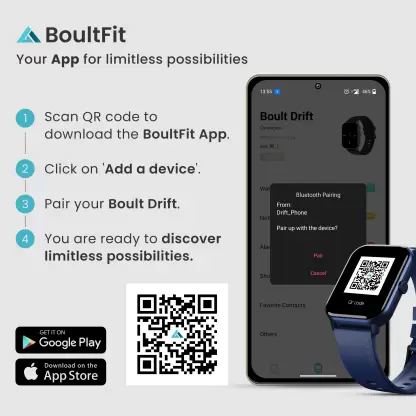 BoultFit
Your App for limitless possibilities
1 Scan QR code to
download the BoultFit App.
2 Click on 'Add a device'.
3 Pair your Boult Drift.
4 You are ready to discover
limitless possibilities.
GET IT ON
Google Play
Download on the
App Store
Boult Drift
Bluetooth Pairing
From:
Drift_Phone
Pair up with the device?
Pair
Cancel
Favorite Contacts
Others
QR code